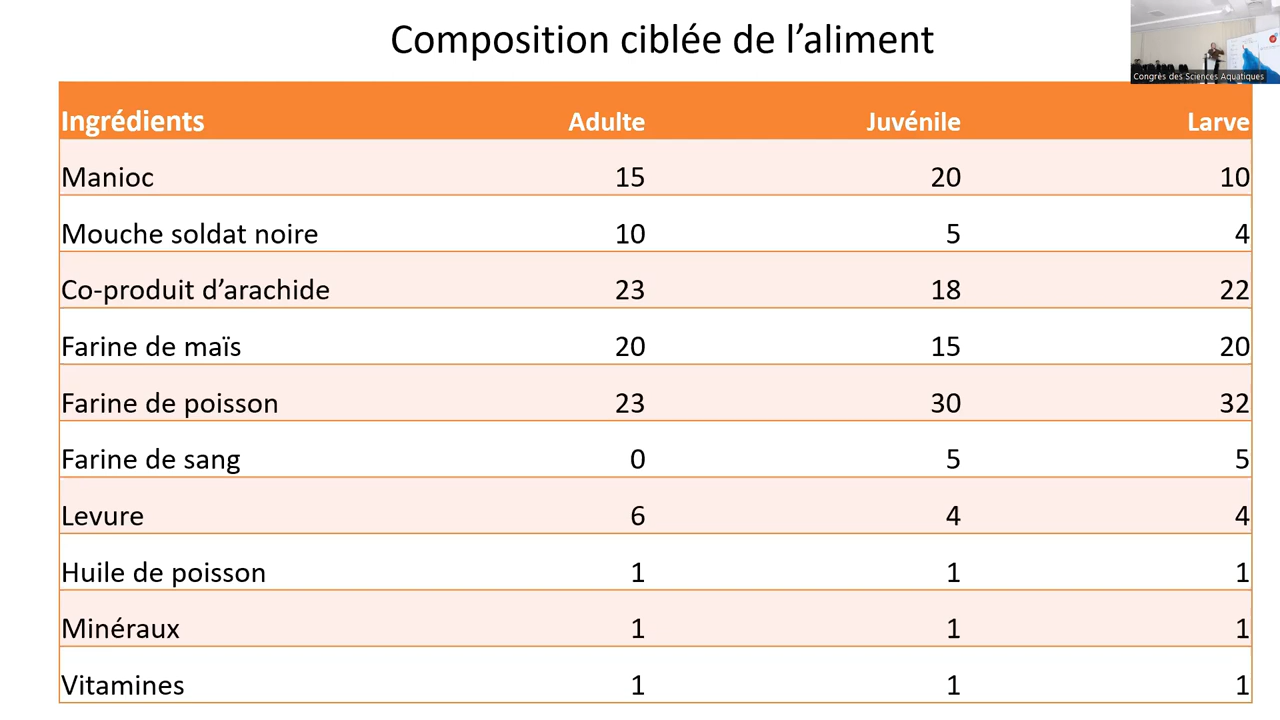 Composition ciblée de l’aliment
Congrès des Sciences Aquatiques
Ingrédients Adulte Juvénile Larve
Manioc 15 20 10
Mouche soldat noire 10 5 4
Co-produit d’arachide 23 18 22
Farine de maïs 20 15 20
Farine de poisson 23 30 32
Farine de sang 0 5 5
Levure 6 4 4
Huile de poisson 1 1 1
Minéraux 1 1 1
Vitamines 1 1 1